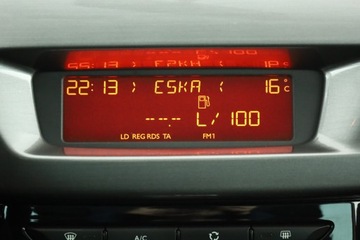 22:13 ) ESKA ( 16°C
--.- L/100
LD REG RDS TA FM1
A/C